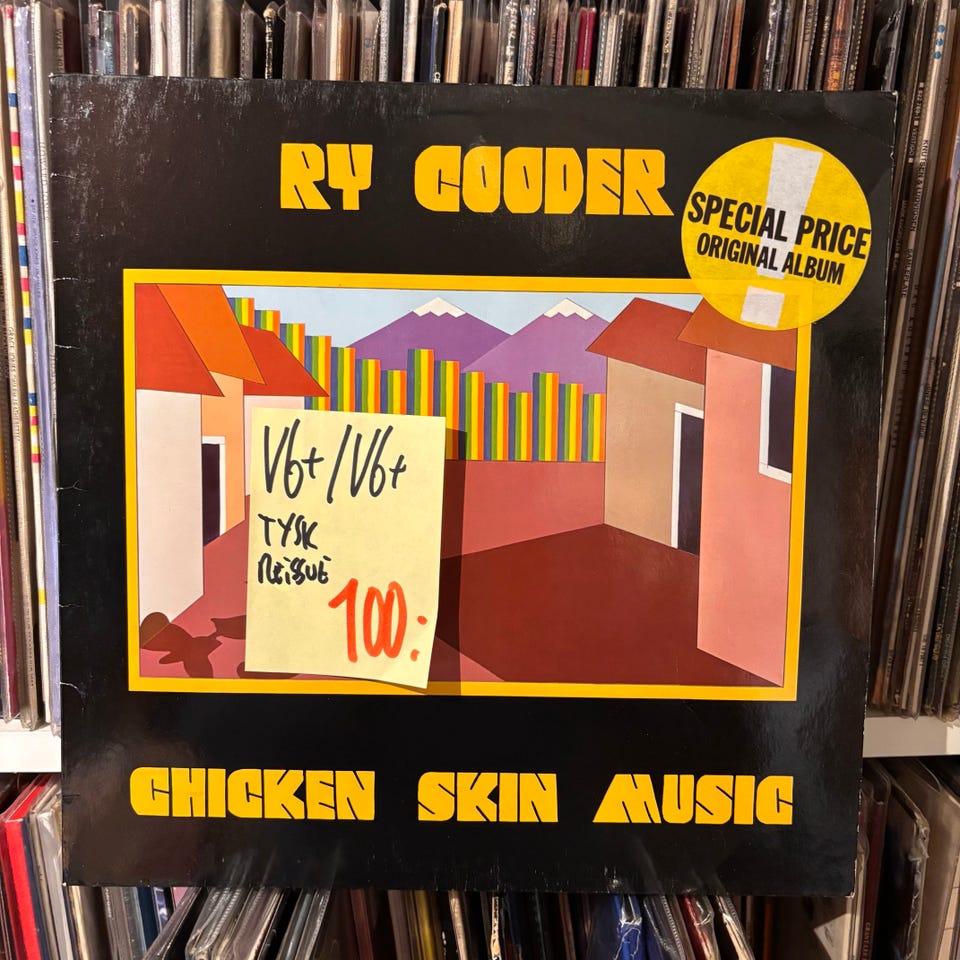 RY COODER
SPECIAL PRICE
ORIGINAL ALBUM
VG+/VG+
TYSK
REISSUE
100:
CHICKEN SKIN MUSIC